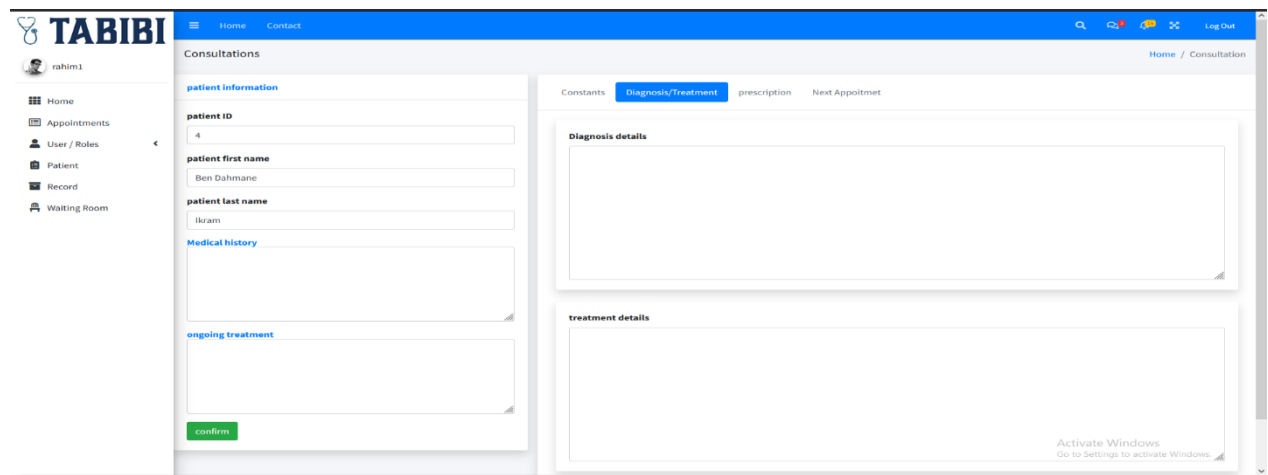 TABIBI
Home Contact
Log Out
rahim1
Home
Appointments
User / Roles
Patient
Record
Waiting Room
Consultations
Home / Consultation
patient information
patient ID
4
patient first name
Ben Dahmane
patient last name
Ikram
Medical history
ongoing treatment
confirm
Constants Diagnosis/Treatment prescription Next Appoitmet
Diagnosis details
treatment details
Activate Windows
Go to Settings to activate Windows.